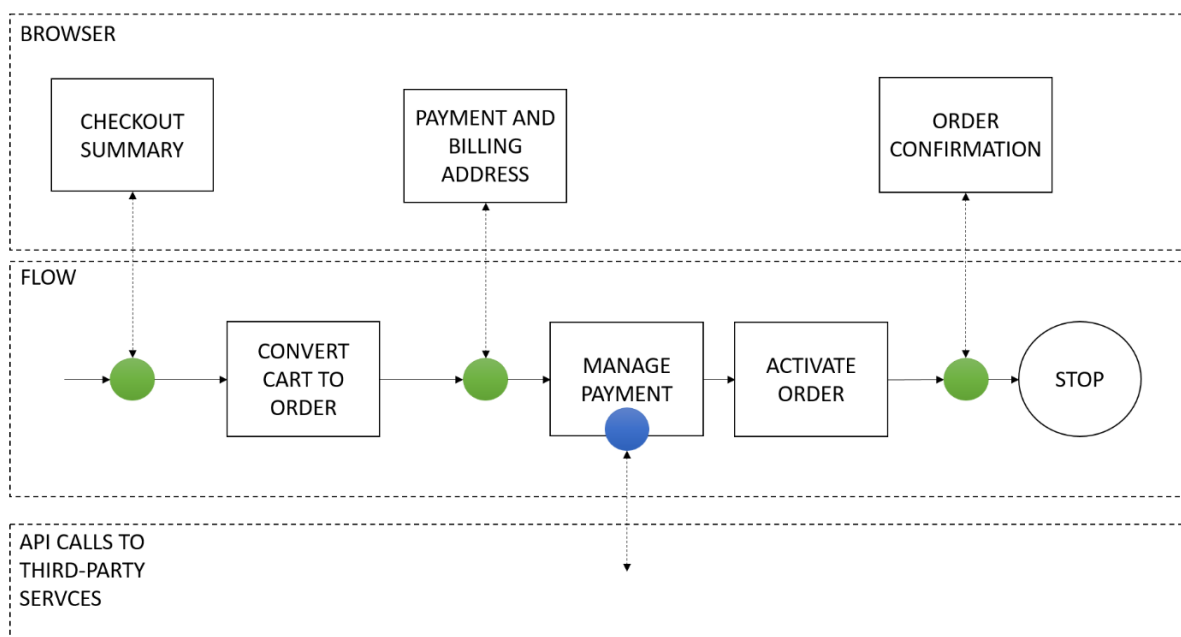 BROWSER
CHECKOUT
SUMMARY
PAYMENT AND
BILLING
ADDRESS
ORDER
CONFIRMATION
FLOW
CONVERT
CART TO
ORDER
MANAGE
PAYMENT
ACTIVATE
ORDER
STOP
API CALLS TO
THIRD-PARTY
SERVCES